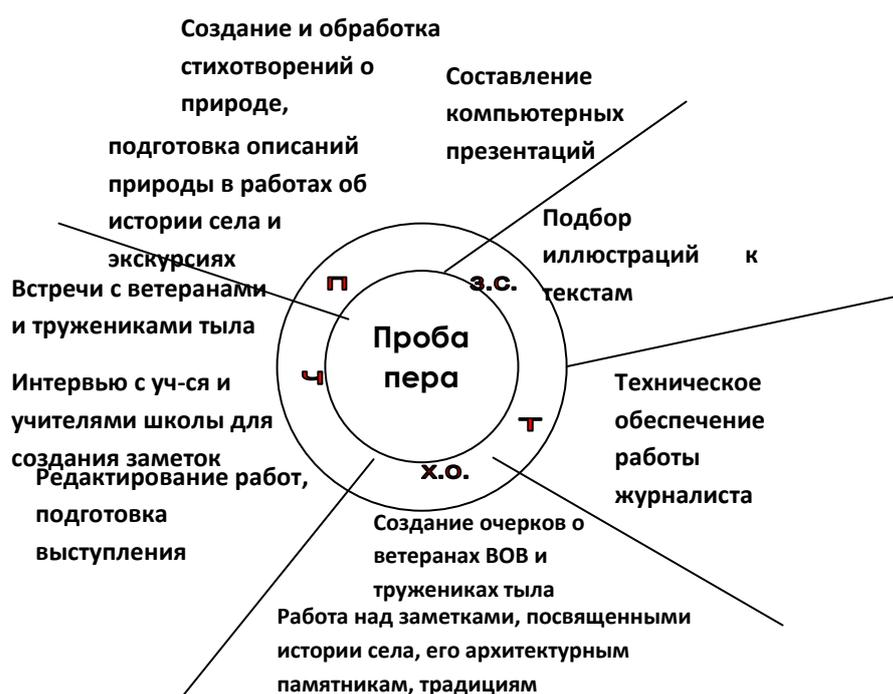 Создание и обработка
стихотворений о
природе,
подготовка описаний
природы в работах об
истории села и
экскурсиях
Составление
компьютерных
презентаций
Подбор
иллюстраций к
текстам
Встречи с ветеранами
и тружениками тыла
Интервью с уч-ся и
учителями школы для
создания заметок
Редактирование работ,
подготовка
выступления
П
З.С.
Проба
пера
Ч
Т
Х.О.
Техническое
обеспечение
работы
журналиста
Создание очерков о
ветеранах ВОВ и
тружениках тыла
Работа над заметками, посвященными
истории села, его архитектурным
памятникам, традициям